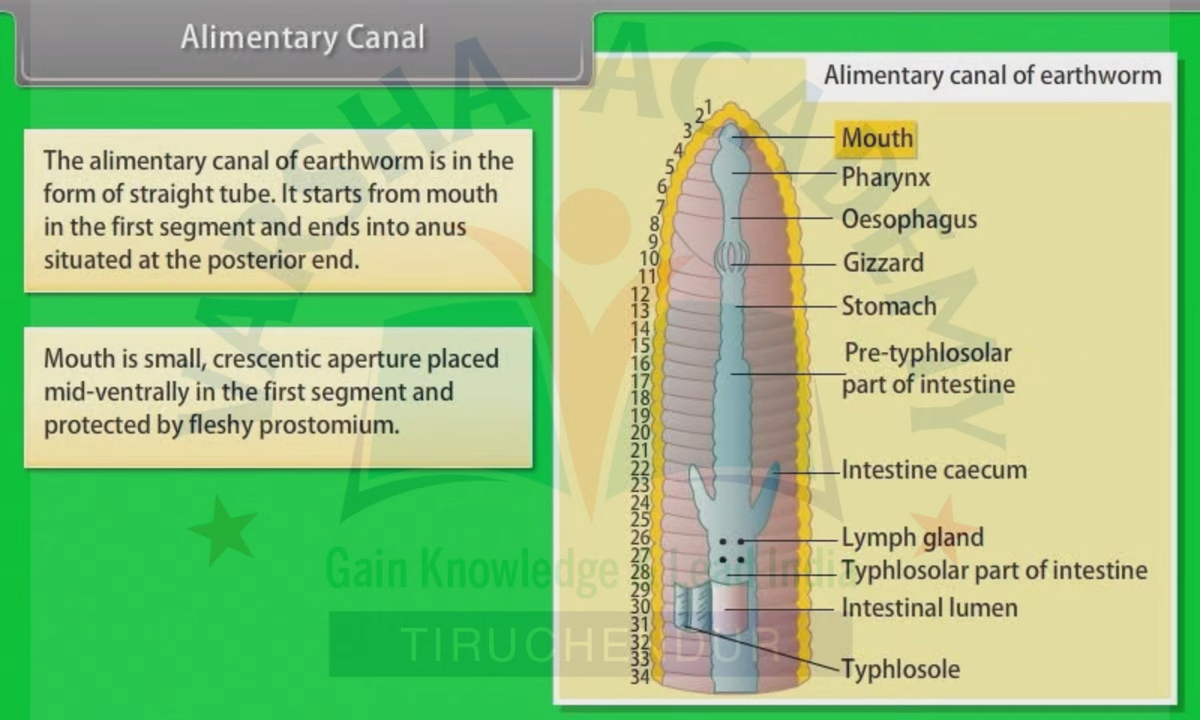 Alimentary Canal
The alimentary canal of earthworm is in the
form of straight tube. It starts from mouth
in the first segment and ends into anus
situated at the posterior end.
Mouth is small, crescentic aperture placed
mid-ventrally in the first segment and
protected by fleshy prostomium.
Alimentary canal of earthworm
1
2
3
4
5
6
7
8
9
10
11
12
13
14
15
16
17
18
19
20
21
22
23
24
25
26
27
28
29
30
31
32
33
34
Mouth
Pharynx
Oesophagus
Gizzard
Stomach
Pre-typhlosolar
part of intestine
Intestine caecum
Lymph gland
Typhlosolar part of intestine
Intestinal lumen
Typhlosole
VARSHA ACADEMY
Gain Knowledge Lead India